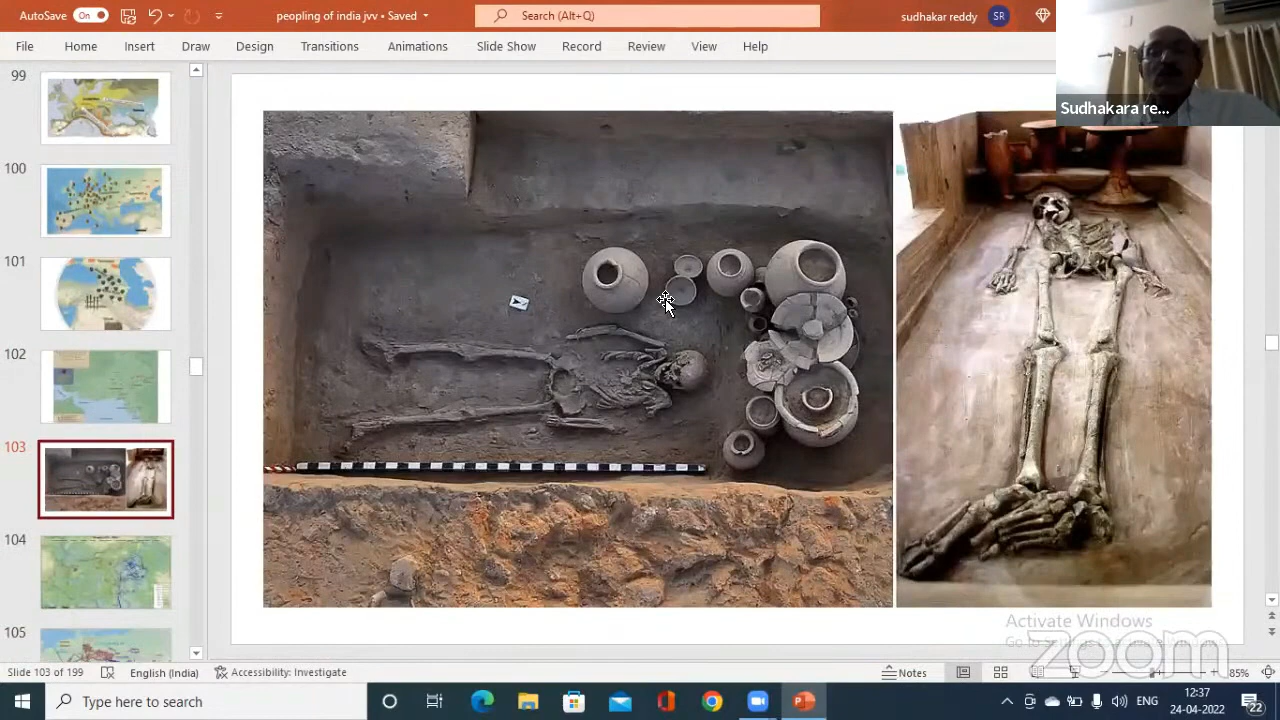 AutoSave On peopling of india jvv • Saved Search (Alt+Q) sudhakar reddy SR
File Home Insert Draw Design Transitions Animations Slide Show Record Review View Help
Sudhakara re...
99
100
101
102
103
104
105
Activate Windows
zoom
Slide 103 of 199 English (India) Accessibility: Investigate Notes 85%
Type here to search ENG 12:37
24-04-2022 22